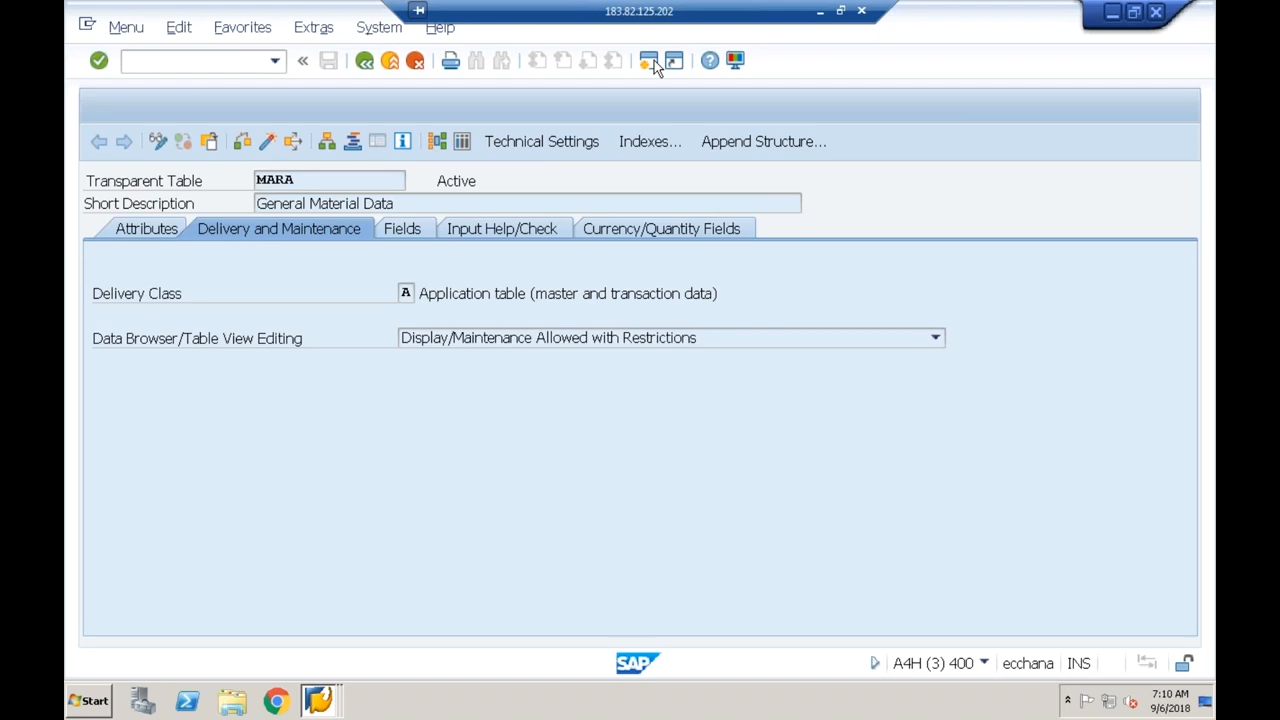 183.82.125.202
Menu Edit Favorites Extras System Help
Technical Settings Indexes... Append Structure...
Transparent Table MARA Active
Short Description General Material Data
Attributes Delivery and Maintenance Fields Input Help/Check Currency/Quantity Fields
Delivery Class A Application table (master and transaction data)
Data Browser/Table View Editing Display/Maintenance Allowed with Restrictions
SAP A4H (3) 400 ecchana INS
Start 7:10 AM
9/6/2018